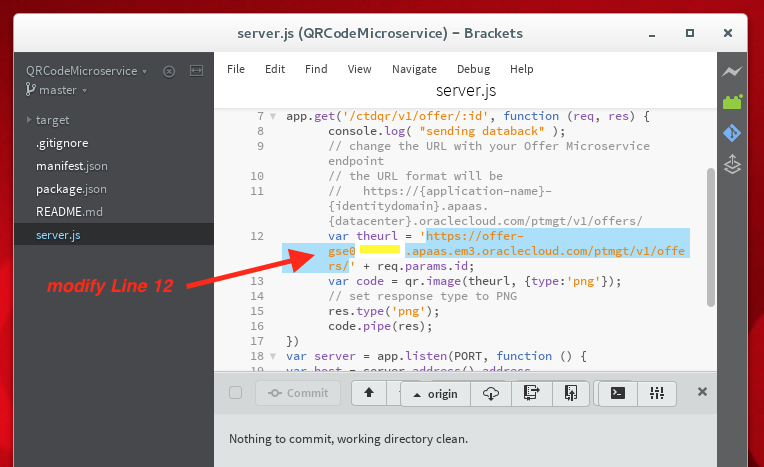 server.js (QRCodeMicroservice) – Brackets
QRCodeMicroservice
master
target
.gitignore
manifest.json
package.json
README.md
server.js
File Edit Find View Navigate Debug Help
server.js
7 app.get('/ctdqr/v1/offer/:id', function (req, res) {
8 console.log( "sending databack" );
9 // change the URL with your Offer Microservice
endpoint
10 // the URL format will be
11 // https://{application-name}-
{identitydomain}.apaas.
{datacenter}.oraclecloud.com/ptmgt/v1/offers/
12 var theurl = 'https://offer-
gse0 .apaas.em3.oraclecloud.com/ptmgt/v1/offe
rs/' + req.params.id;
13 var code = qr.image(theurl, {type:'png'});
14 // set response type to PNG
15 res.type('png');
16 code.pipe(res);
17 })
18 var server = app.listen(PORT, function () {
19 var host = server.address().address
modify Line 12
Commit origin
Nothing to commit, working directory clean.